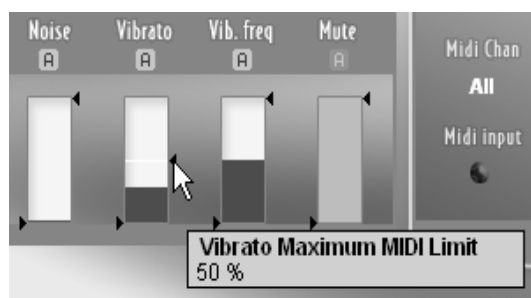 Noise Vibrato Vib. freq Mute
A A A A
Midi Chan
All
Midi input
Vibrato Maximum MIDI Limit
50 %